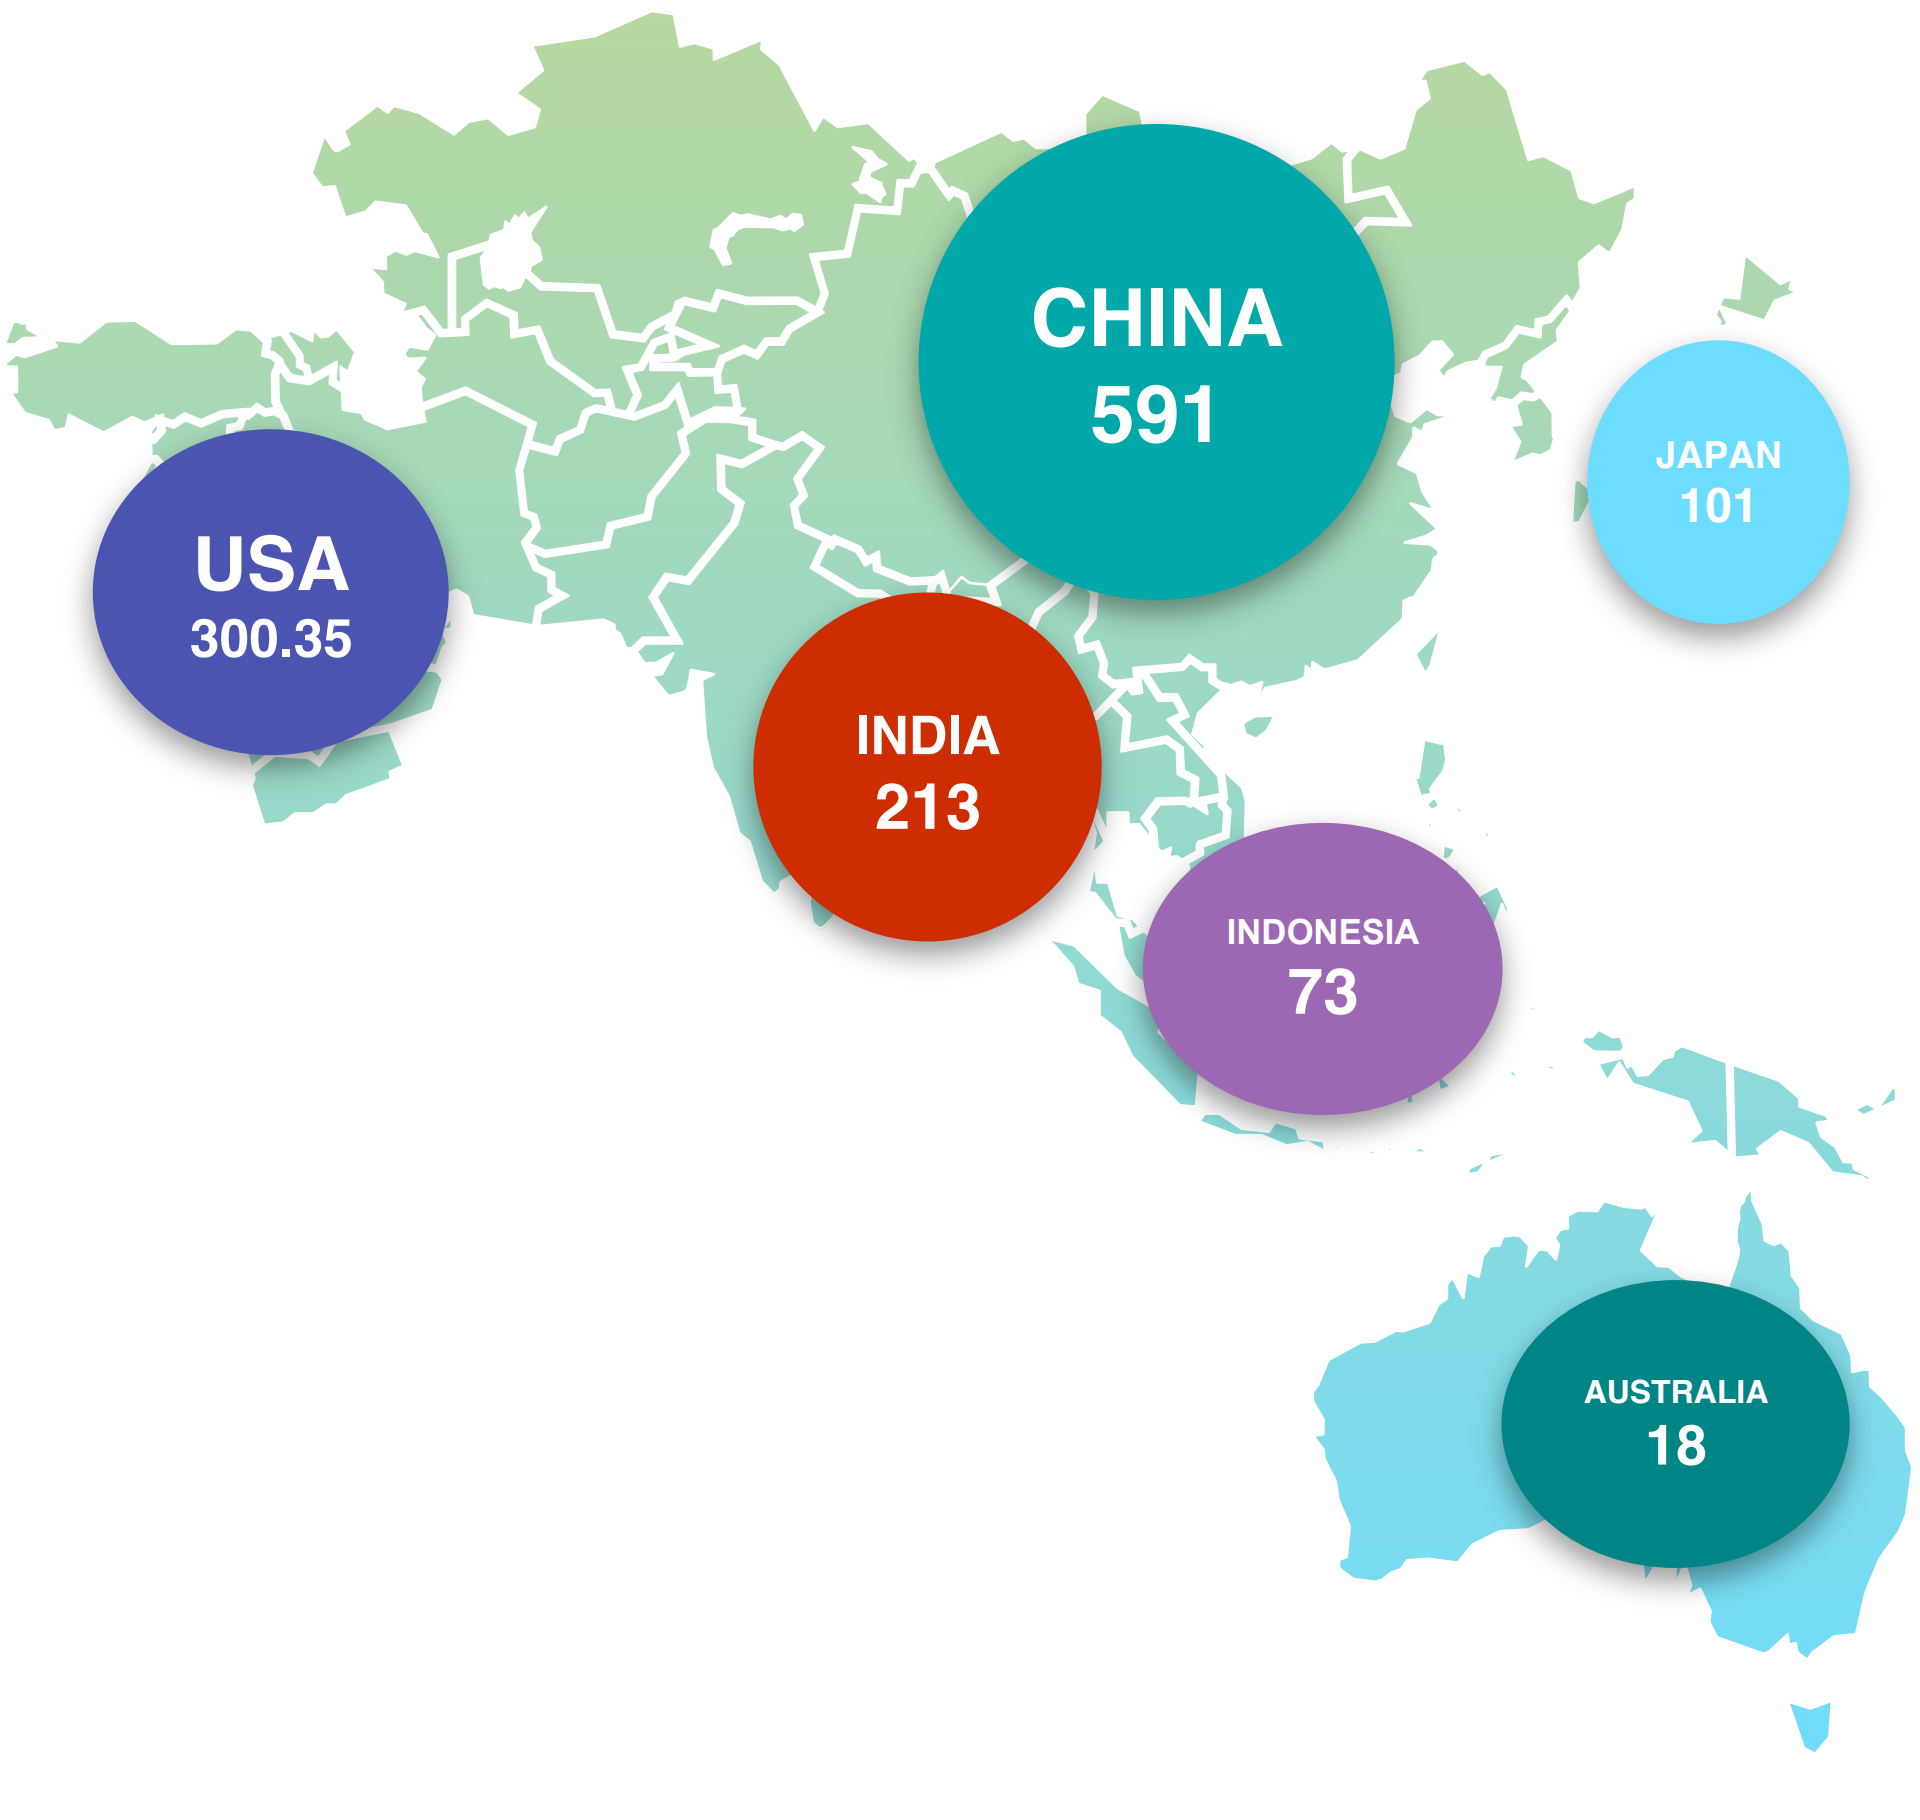 CHINA
591
JAPAN
101
USA
300.35
INDIA
213
INDONESIA
73
AUSTRALIA
18